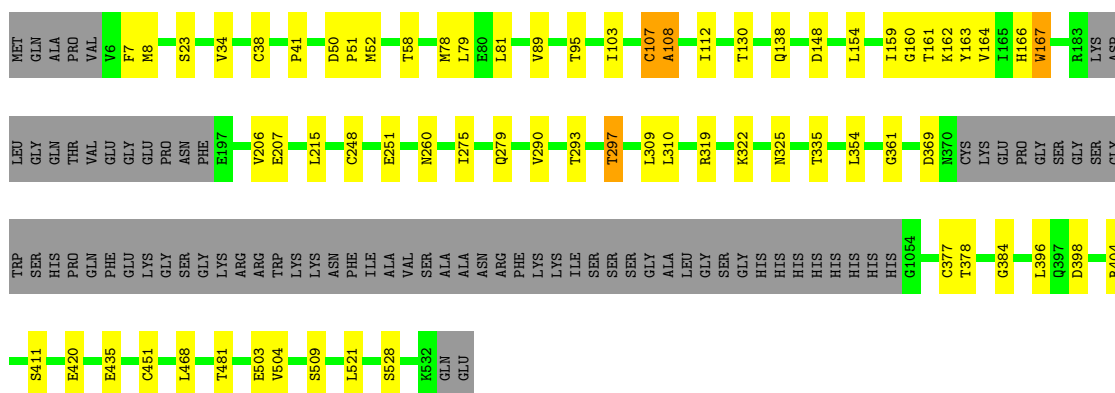 MET GLN ALA PRO VAL V6 F7 M8 S23 V34 C38 P41 D50 P51 M52 T58 M78 L79 E80 L81 V89 T95 I103 C107 A108 I112 T130 Q138 D148 L154 I159 G160 T161 K162 Y163 V164 I165 H166 W167 R183 LYS ASP
LEU GLY GLN THR VAL GLU GLY GLU PRO ASN PHE E197 V206 E207 L215 C248 E251 N260 I275 Q279 V290 T293 T297 L309 L310 R319 K322 N325 T335 L354 G361 D369 N370 CYS LYS GLU PRO GLY SER GLY SER GLY
TRP SER HIS PRO GLN PHE GLU LYS GLY SER GLY LYS ARG ARG TRP LYS LYS ASN PHE ILE ALA VAL SER ALA ALA ASN ARG PHE LYS LYS ILE SER SER SER GLY ALA LEU GLY SER GLY HIS HIS HIS HIS HIS HIS HIS HIS G1054 C377 T378 G384 L396 Q397 D398
S411 E420 E435 C451 L468 T481 E503 V504 S509 L521 S528 K532 GLN GLU